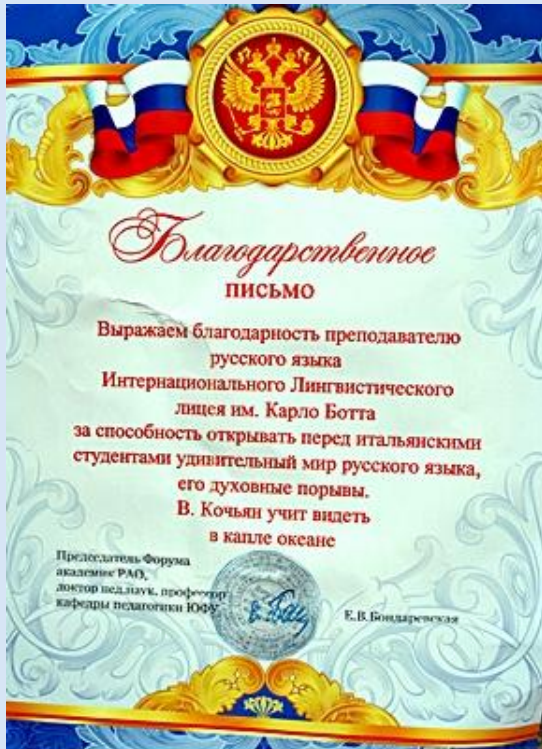 Благодарственное
ПИСЬМО
Выражаем благодарность преподавателю
русского языка
Интернационального Лингвистического
лицея им. Карло Ботта
за способность открывать перед итальянскими
студентами удивительный мир русского языка,
его духовные порывы.
В. Кочьян учит видеть
в капле океане
Председатель Форума
академик РАО,
доктор пед.наук, профессор
кафедры педагогики ЮФУ
Е.В.Бондаревская